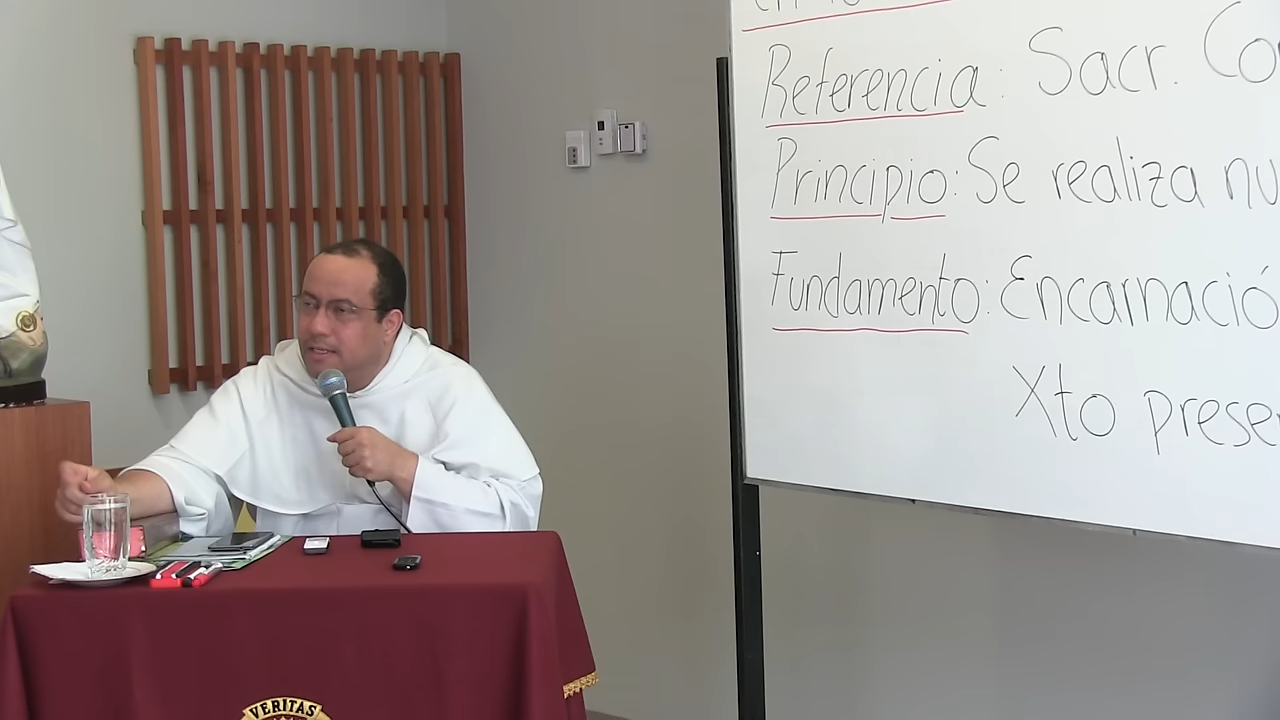 Referencia: Sacr. Co
Principio: Se realiza nu
Fundamento: Encarnació
Xto prese
VERITAS